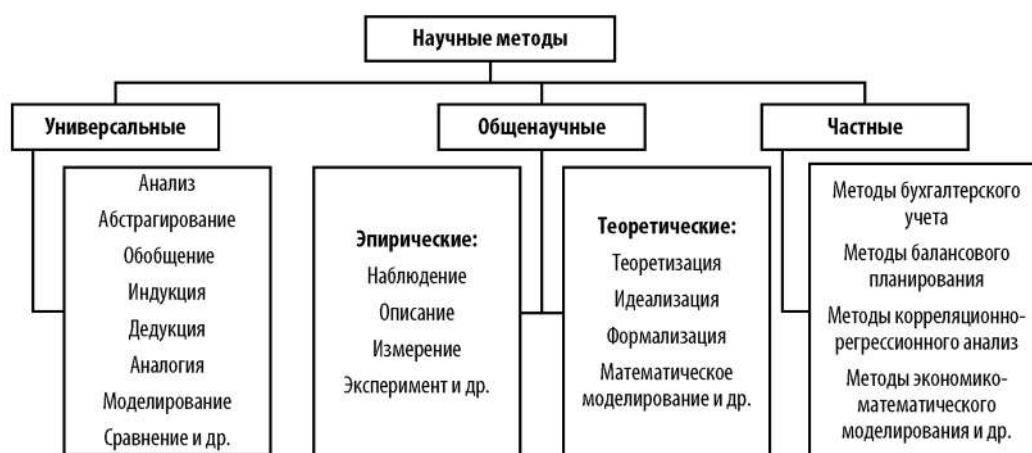 Научные методы
Универсальные
Общенаучные
Частные
Анализ
Абстрагирование
Обобщение
Индукция
Дедукция
Аналогия
Моделирование
Сравнение и др.
Эпирические:
Наблюдение
Описание
Измерение
Эксперимент и др.
Теоретические:
Теоретизация
Идеализация
Формализация
Математическое
моделирование и др.
Методы бухгалтерского
учета
Методы балансового
планирования
Методы корреляционно-
регрессионного анализ
Методы экономико-
математического
моделирования и др.